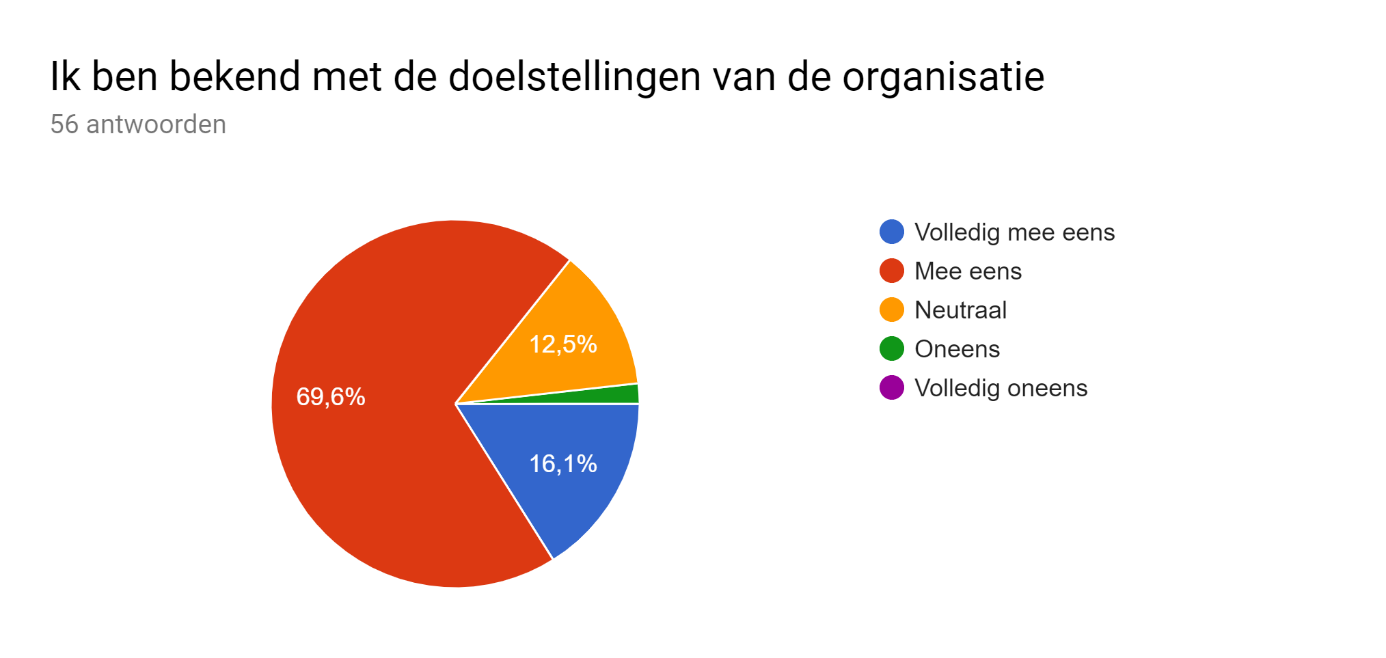 Ik ben bekend met de doelstellingen van de organisatie
56 antwoorden
Volledig mee eens
Mee eens
Neutraal
Oneens
Volledig oneens
12,5%
69,6%
16,1%